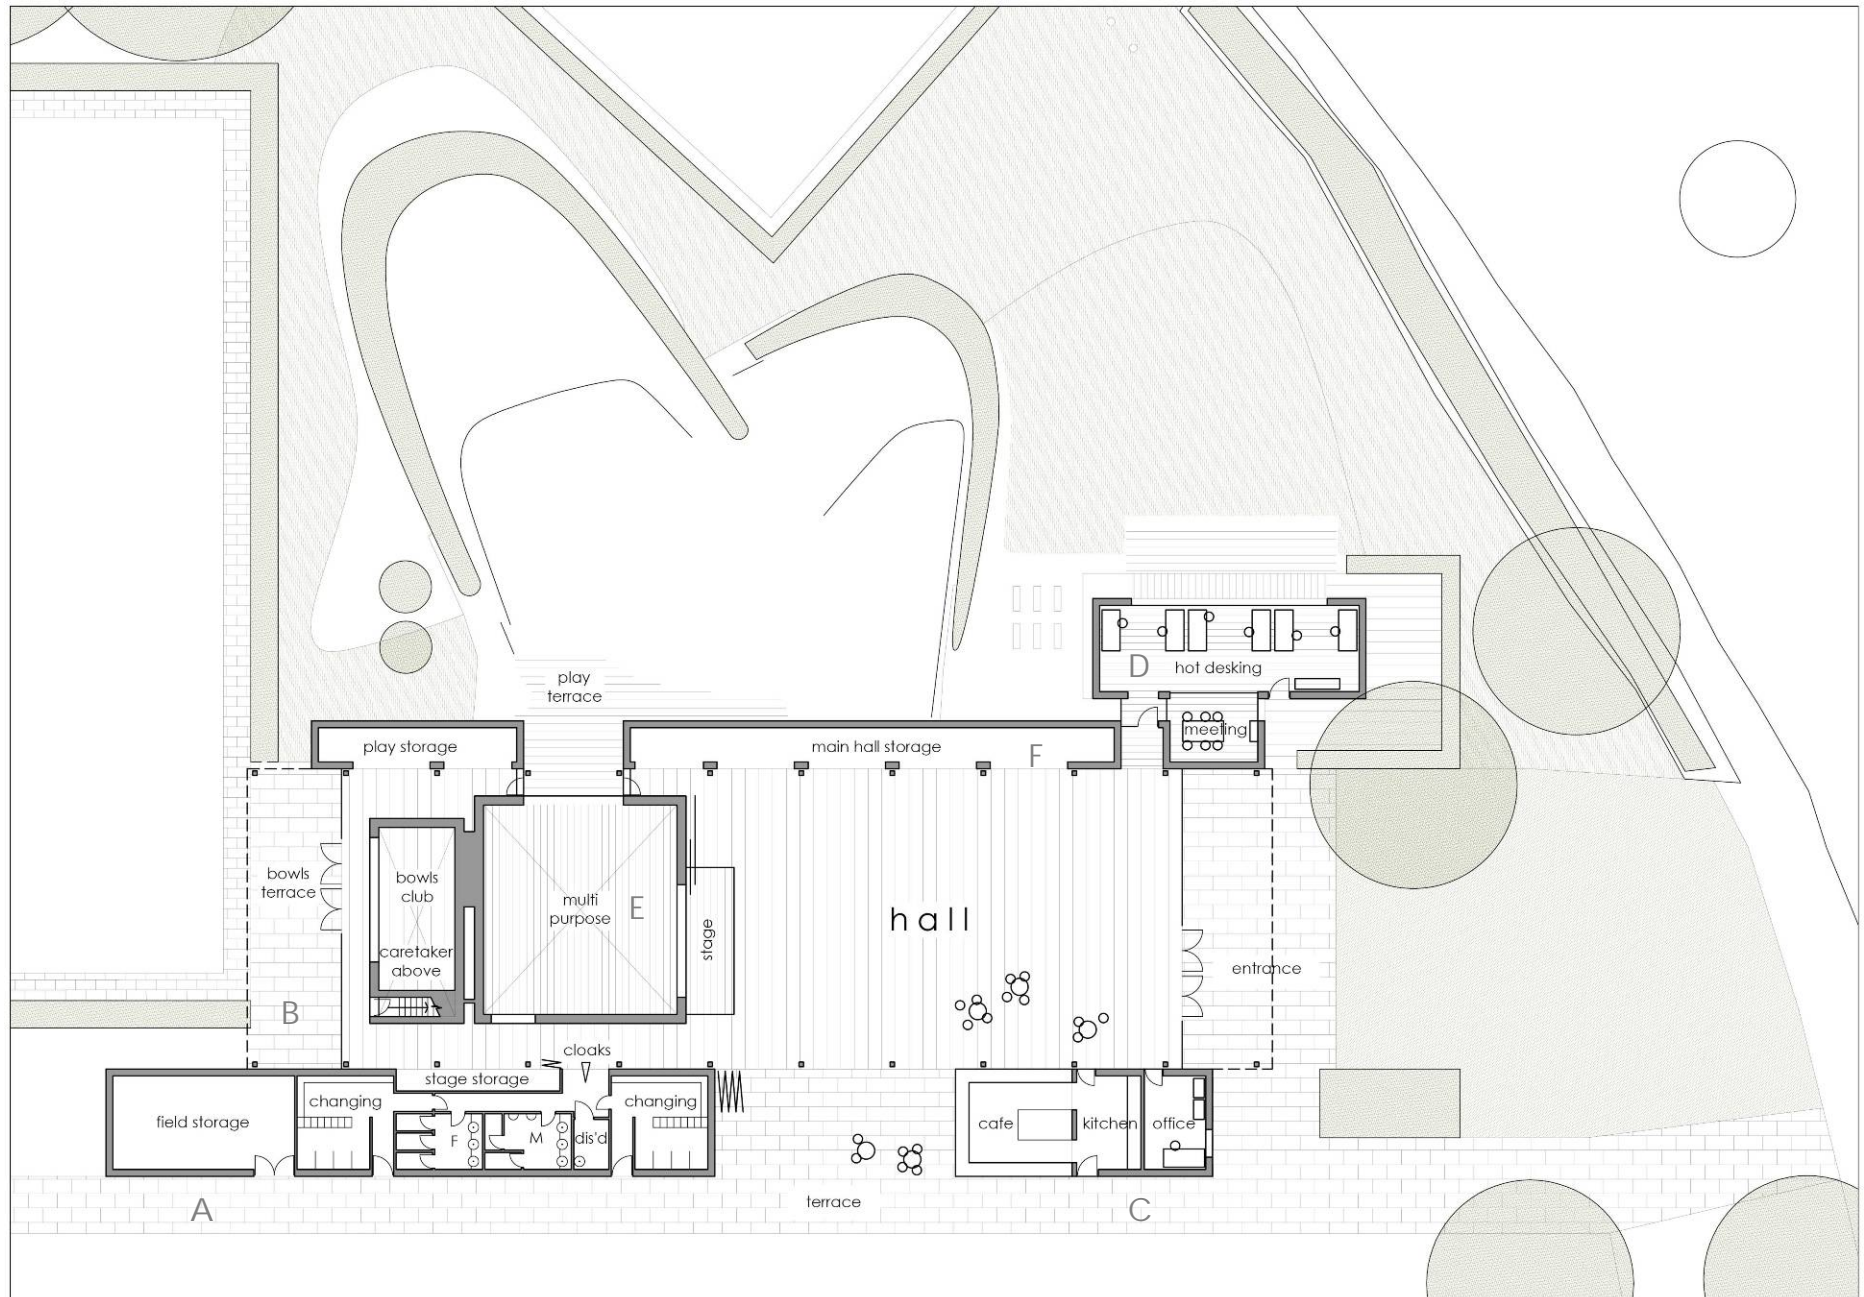 play
terrace
D
hot desking
meeting
play storage
main hall storage
F
bowls
terrace
bowls
club
caretaker
above
multi
purpose
E
stage
hall
entrance
B
cloaks
stage storage
field storage
changing
F
M
dis'd
changing
cafe
kitchen
office
A
terrace
C